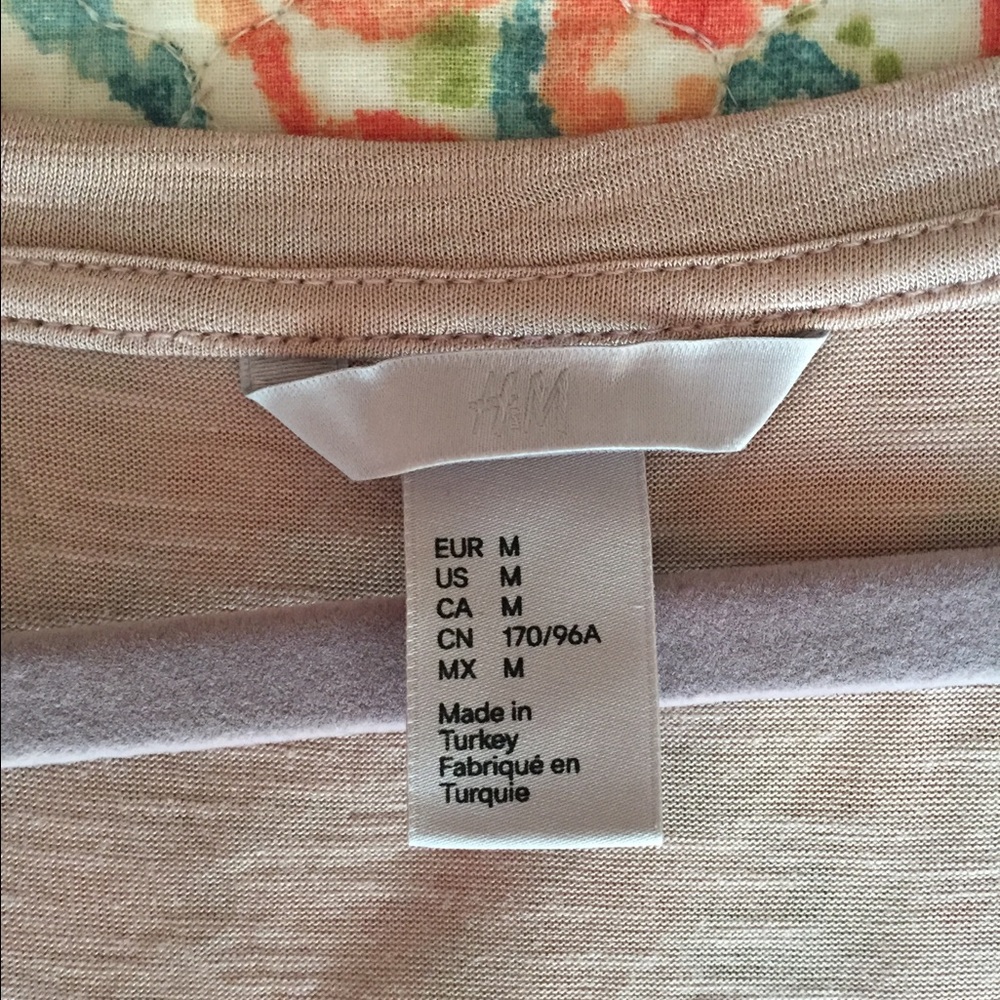 H&M
EUR M
US M
CA M
CN 170/96A
MX M
Made in
Turkey
Fabriqué en
Turquie